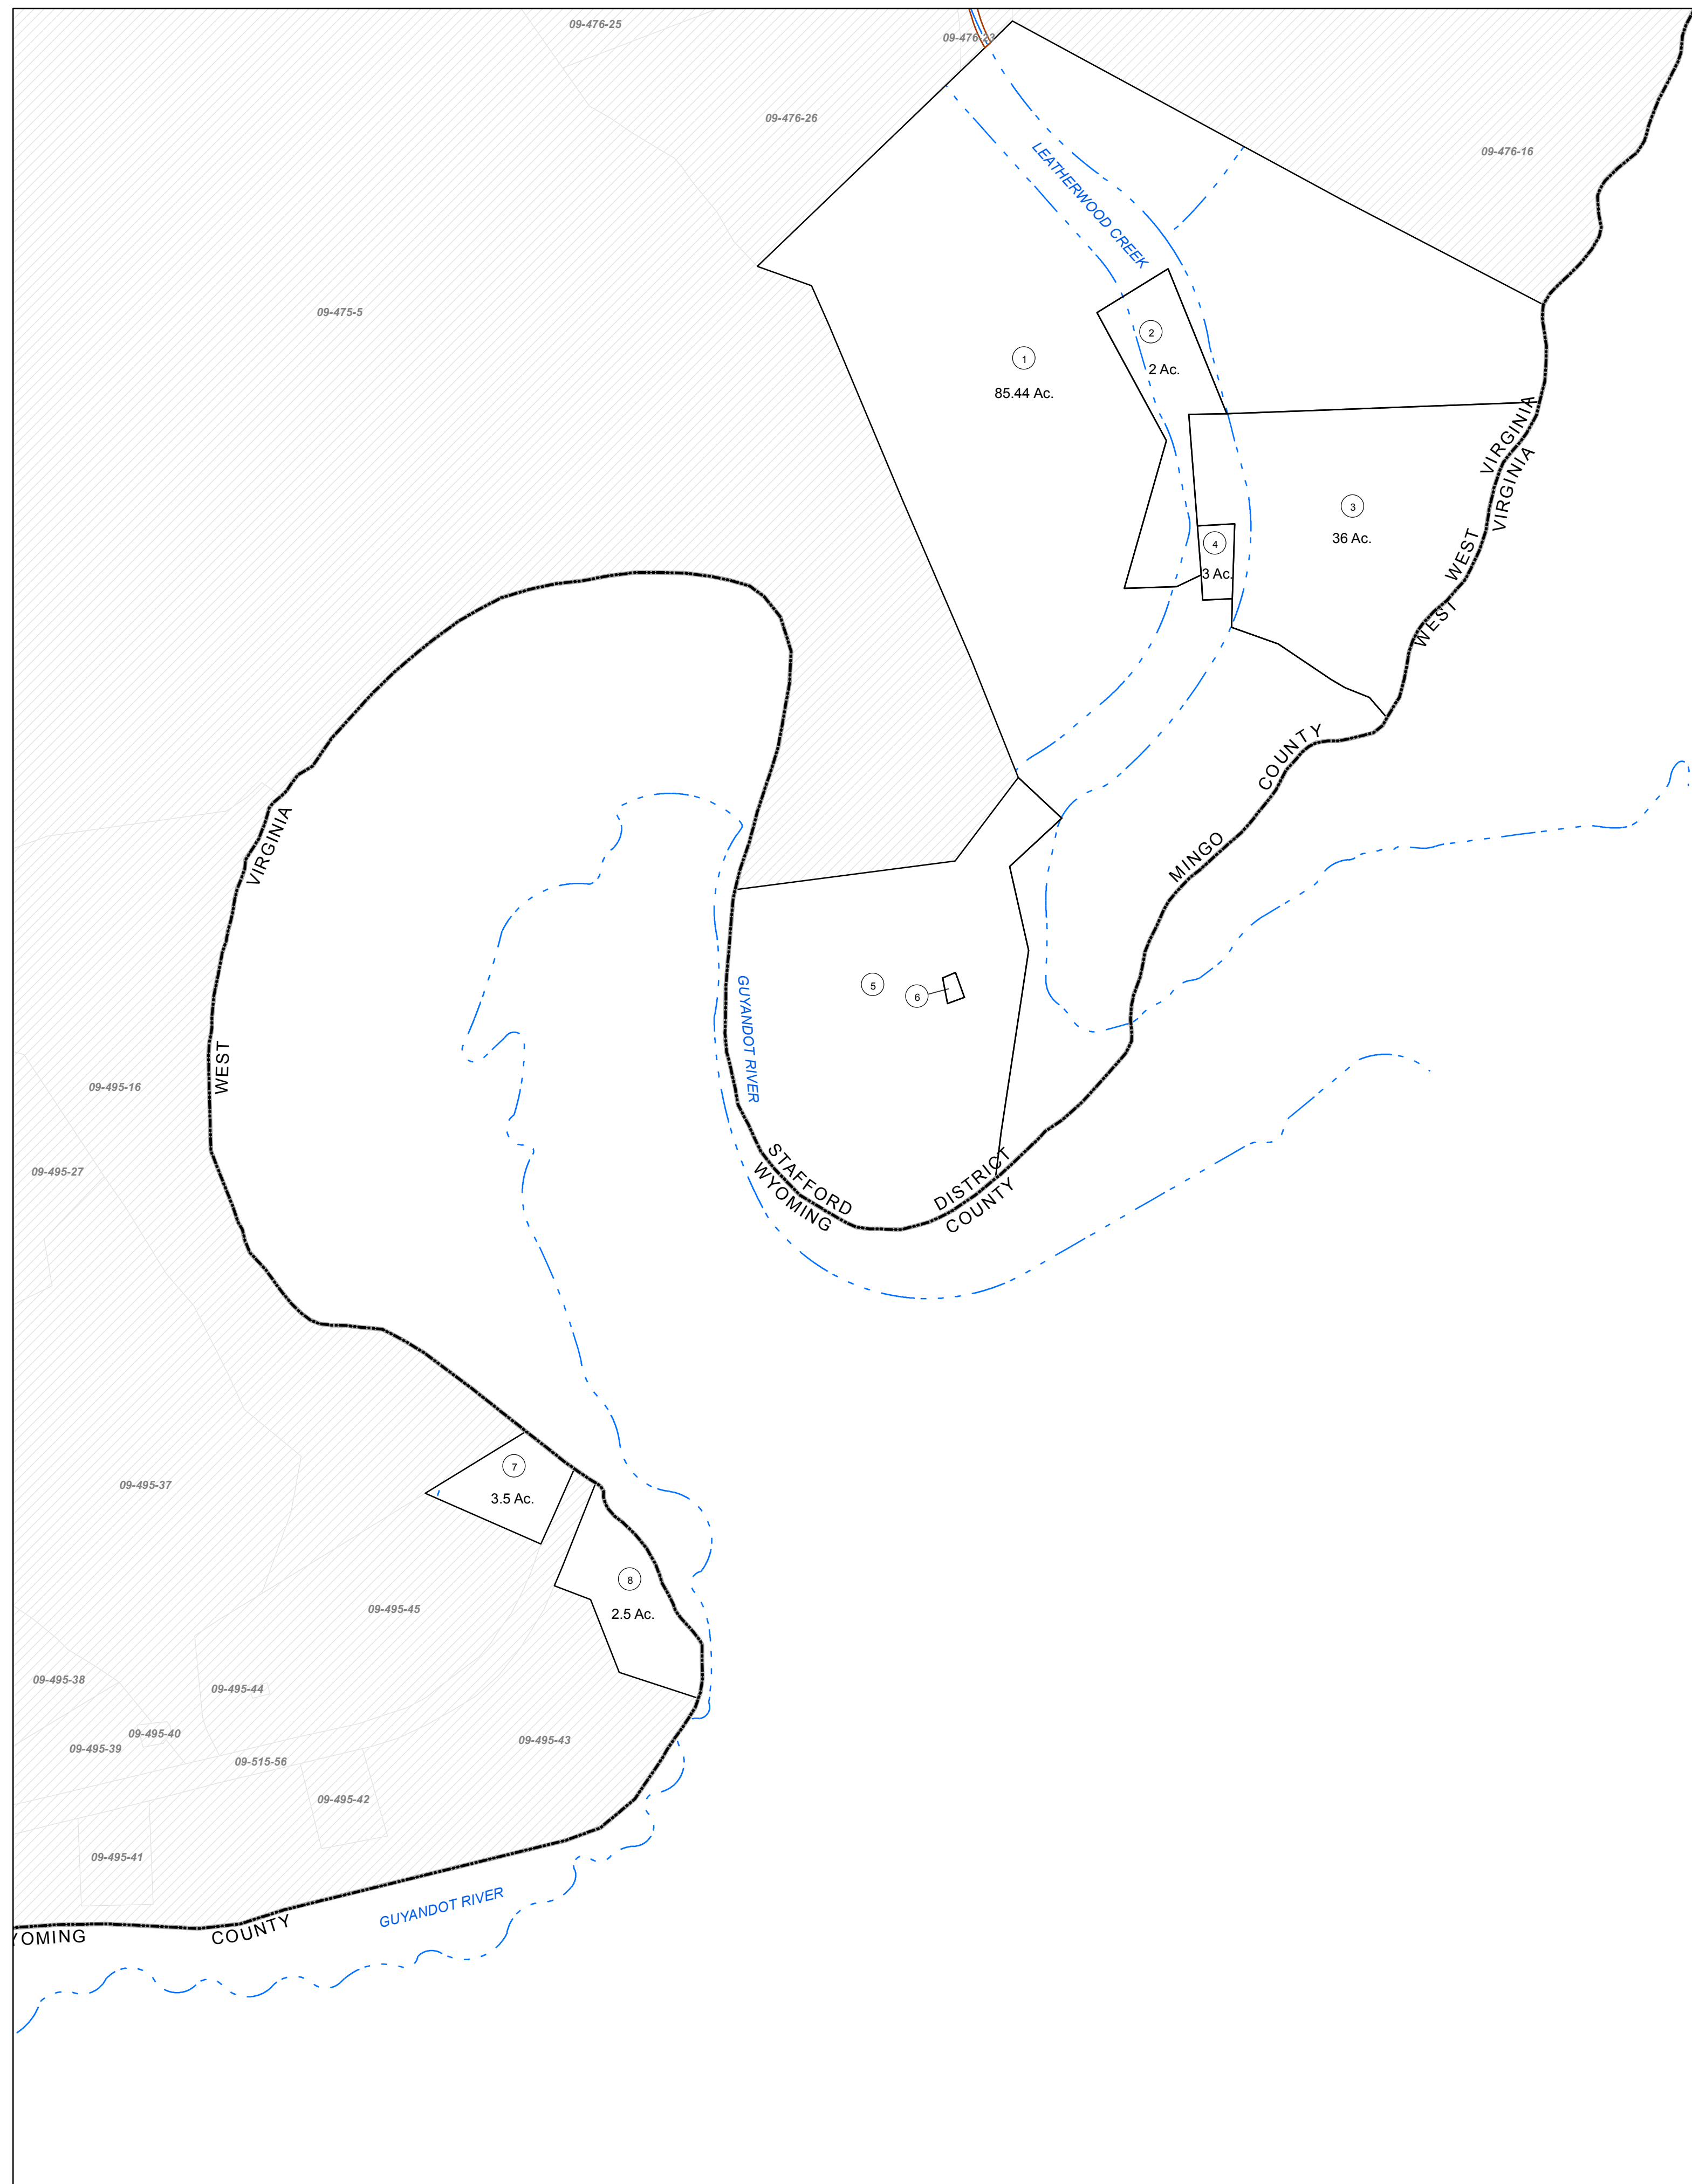 09-476-25
09-476-23
09-476-26
09-476-16
LEATHERWOOD CREEK
09-475-5
2
2 Ac.
1
85.44 Ac.
VIRGINIA
VIRGINIA
3
36 Ac.
4
3 Ac.
WEST
WEST
COUNTY
MINGO
VIRGINIA
5
6
GUYANDOT RIVER
WEST
09-495-16
09-495-27
STAFFORD
WYOMING
DISTRICT
COUNTY
7
3.5 Ac.
09-495-37
8
2.5 Ac.
09-495-45
09-495-38
09-495-44
09-495-40
09-495-39
09-515-56
09-495-43
09-495-42
09-495-41
GUYANDOT RIVER
YOMING
COUNTY